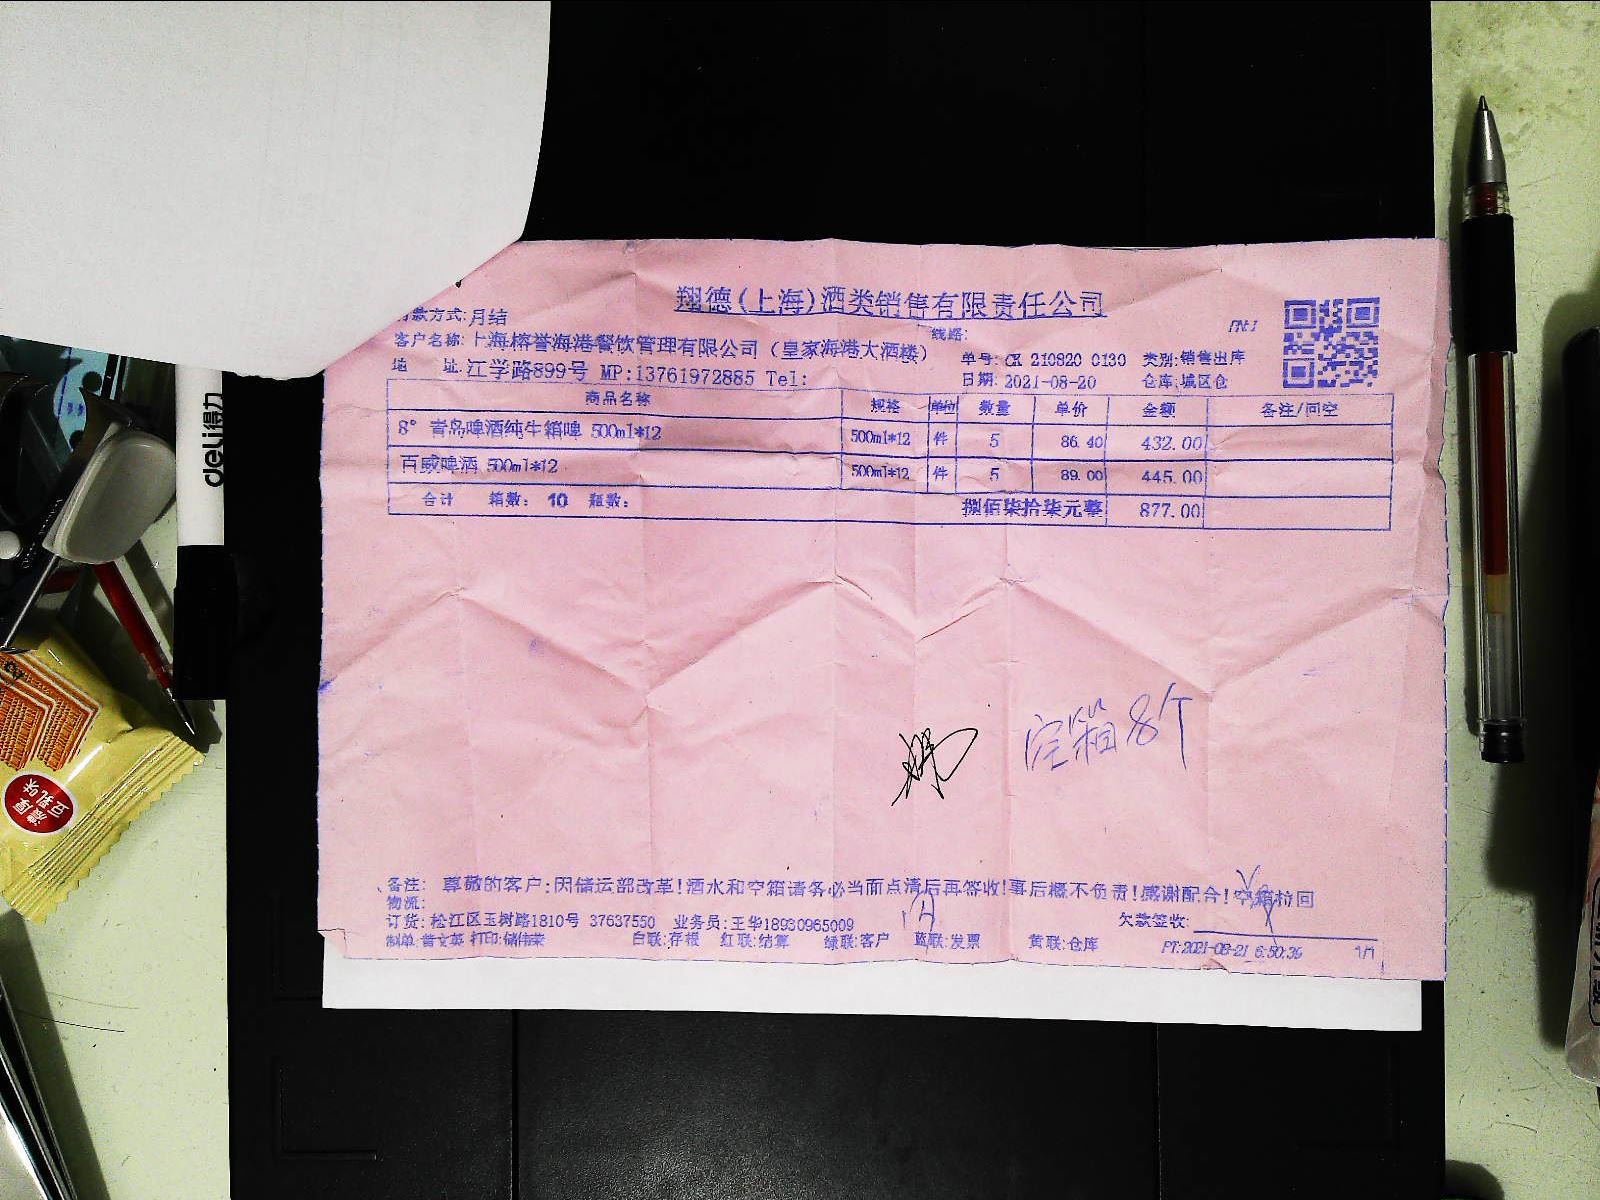 翔德(上海)酒类销售有限责任公司
款方式:月结
线路:
PN:1
客户名称:上海榕誉海港餐饮管理有限公司（皇家海港大酒楼）
单号: CK 210820 0130 类别:销售出库
地 址:江学路899号 MP:13761972885 Tel:
日期: 2021-08-20 仓库:城区仓
商品名称 规格 单位 数量 单价 金额 备注/回空
8° 青岛啤酒纯生箱啤 500ml*12 500ml*12 件 5 86.40 432.00
百威啤酒 500ml*12 500ml*12 件 5 89.00 445.00
合计 箱数: 10 瓶数: 捌佰柒拾柒元整 877.00
空箱8个
备注: 尊敬的客户:因储运部改革!酒水和空箱请务必当面点清后再签收!事后概不负责!感谢配合!空箱拉回
物流:
订货: 松江区玉树路1810号 37637550 业务员:王华18930965009
欠款签收:
制单:黄文英 打印:储伟荣 白联:存根 红联:结算 绿联:客户 蓝联:发票 黄联:仓库 PT:2021-08-21 6:50:36 1/1
deli得力
豆乳味